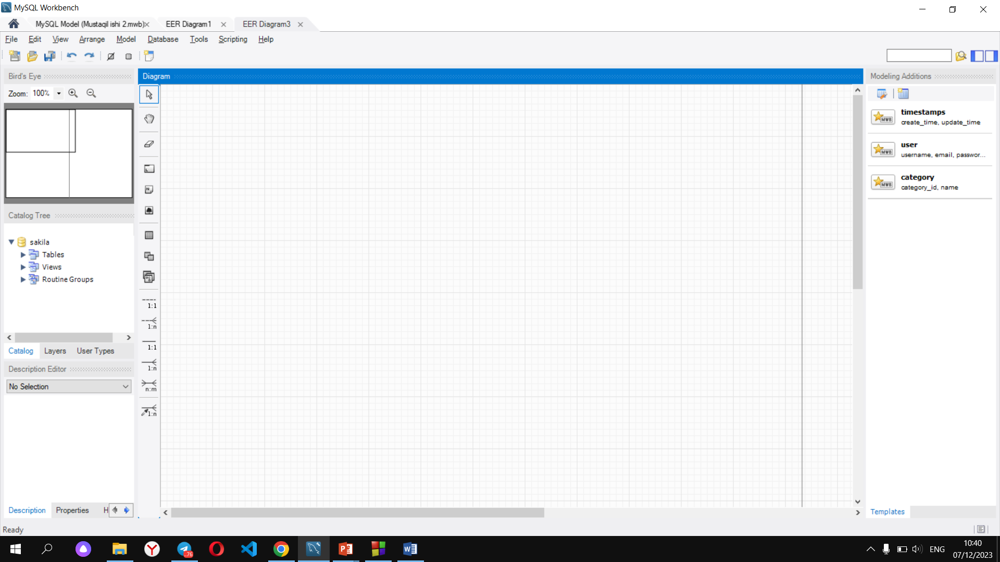 MySQL Workbench
MySQL Model (Mustaqil ishi 2.mwb)
EER Diagram1
EER Diagram3
File Edit View Arrange Model Database Tools Scripting Help
Bird's Eye
Zoom: 100%
Catalog Tree
sakila
Tables
Views
Routine Groups
Catalog Layers User Types
Description Editor
No Selection
Description Properties H
Diagram
L
N
1:1
1:n
1:1
1:n
n:m
1:n
Modeling Additions
MWB
timestamps
create_time, update_time
MWB
user
username, email, passwor...
MWB
category
category_id, name
Templates
Ready
..76
ENG
10:40
07/12/2023